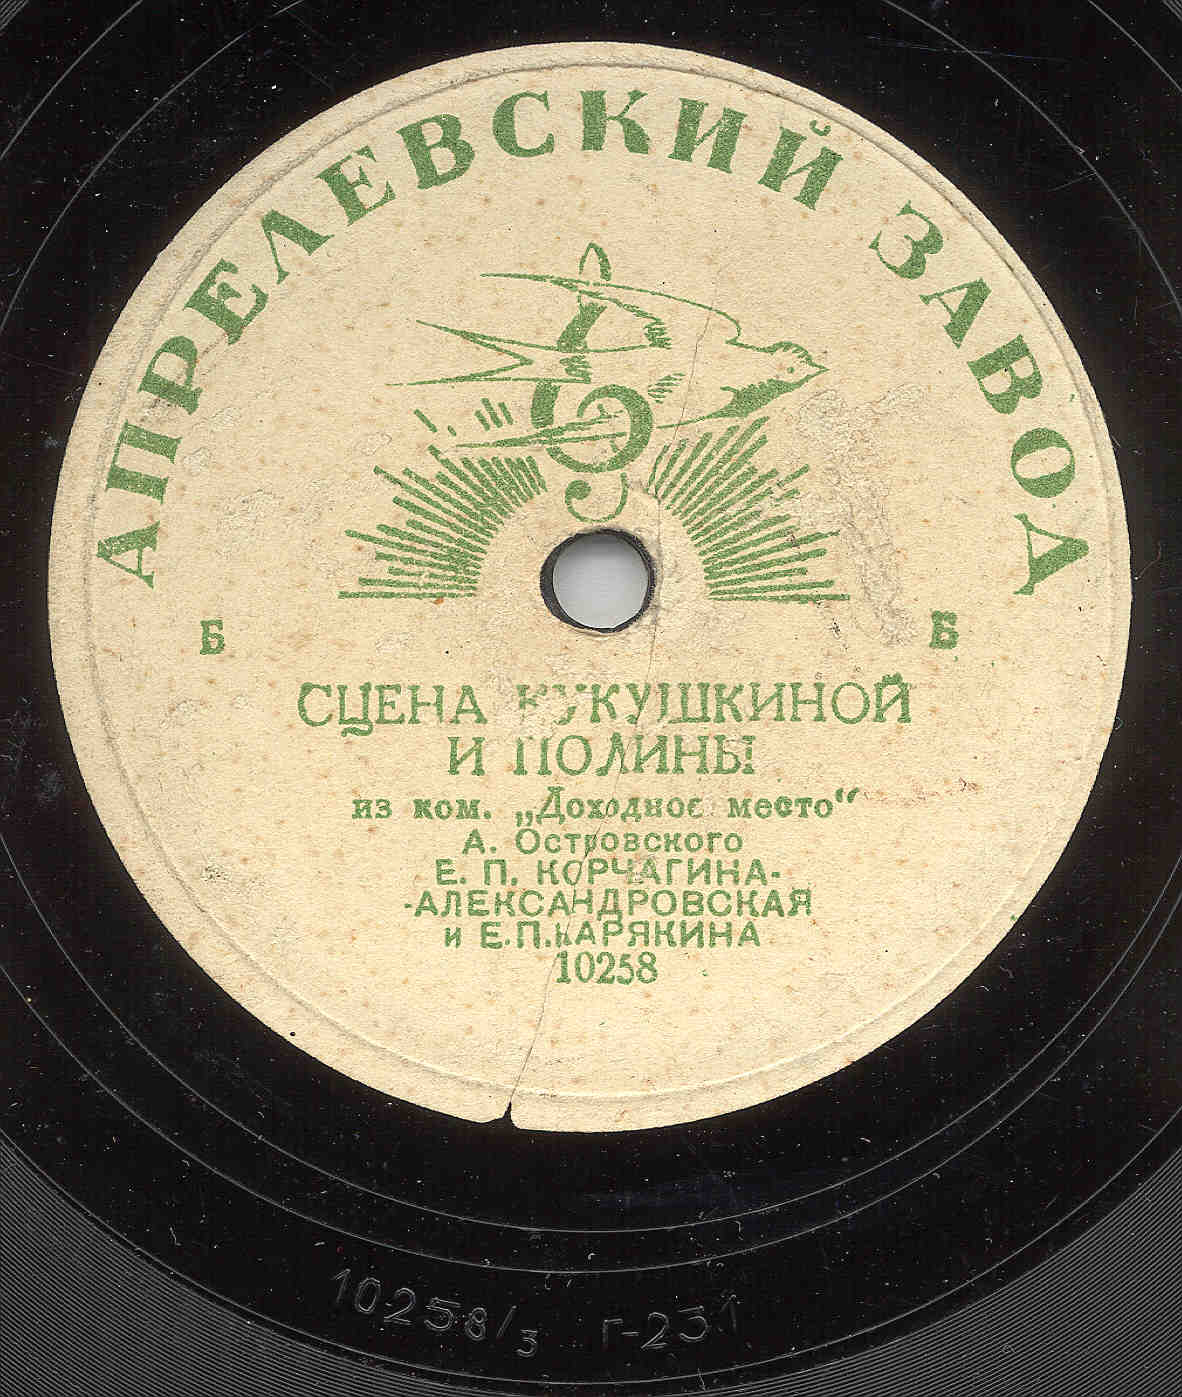 АПРЕЛЕВСКИЙ ЗАВОД
Б Б
СЦЕНА КУКУШКИНОЙ
И ПОЛИНЫ
из ком. „Доходное место“
А. Островского
Е. П. КОРЧАГИНА-
-АЛЕКСАНДРОВСКАЯ
и Е.П.КАРЯКИНА
10258
10258/3 Г-231